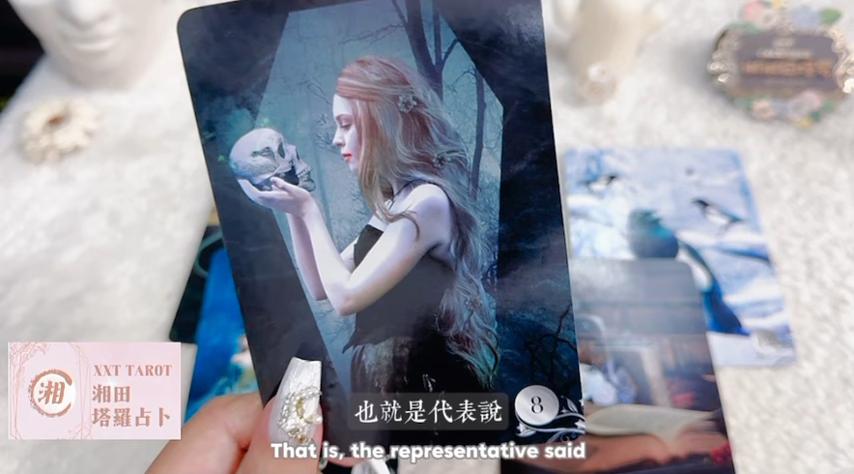 8
XXT TAROT
湘
湘田
塔羅占卜
也就是代表說
That is, the representative said